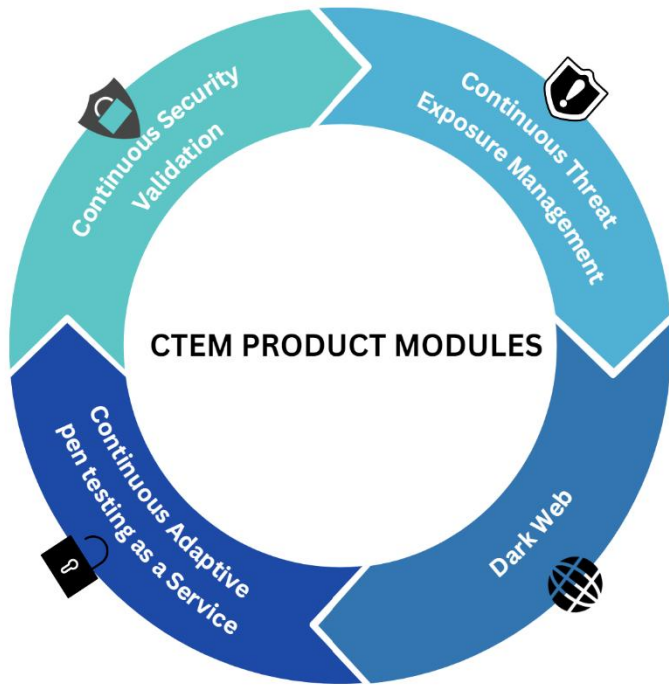 Continuous Security
Validation
Continuous Threat
Exposure Management
CTEM PRODUCT MODULES
Continuous Adaptive
pen testing as a Service
Dark Web